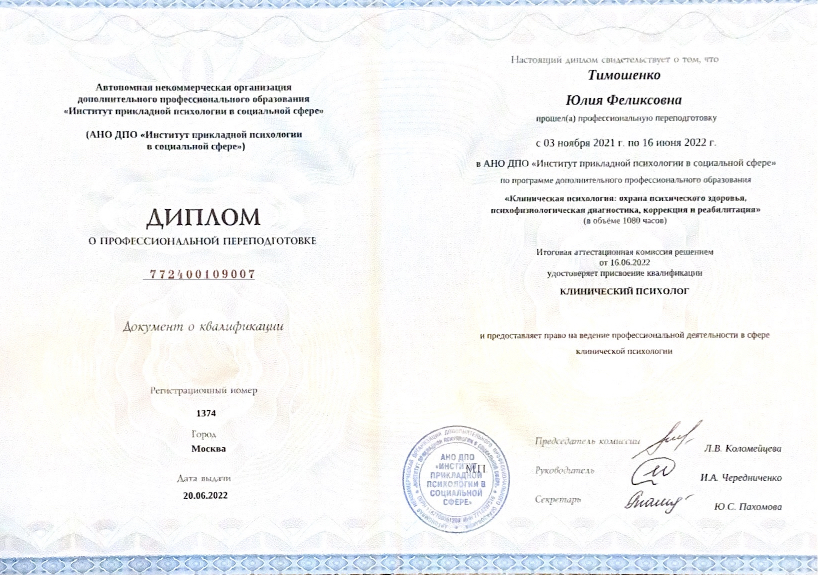 Автономная некоммерческая организация
дополнительного профессионального образования
«Институт прикладной психологии в социальной сфере»
(АНО ДПО «Институт прикладной психологии
в социальной сфере»)
ДИПЛОМ
О ПРОФЕССИОНАЛЬНОЙ ПЕРЕПОДГОТОВКЕ
772400109007
Документ о квалификации
Регистрационный номер
1374
Город
Москва
Дата выдачи
20.06.2022
Настоящий диплом свидетельствует о том, что
Тимошенко
Юлия Феликсовна
прошел(а) профессиональную переподготовку
с 03 ноября 2021 г. по 16 июня 2022 г.
в АНО ДПО «Институт прикладной психологии в социальной сфере»
по программе дополнительного профессионального образования
«Клиническая психология: охрана психического здоровья,
психофизиологическая диагностика, коррекция и реабилитация»
(в объёме 1080 часов)
Итоговая аттестационная комиссия решением
от 16.06.2022
удостоверяет присвоение квалификации
КЛИНИЧЕСКИЙ ПСИХОЛОГ
и предоставляет право на ведение профессиональной деятельности в сфере
клинической психологии
Председатель комиссии
Л.В. Коломейцева
Руководитель
И.А. Чередниченко
Секретарь
Ю С. Пахомова
МП
АНО ДПО
«ИНСТИТУТ
ПРИКЛАДНОЙ
ПСИХОЛОГИИ В
СОЦИАЛЬНОЙ
СФЕРЕ»